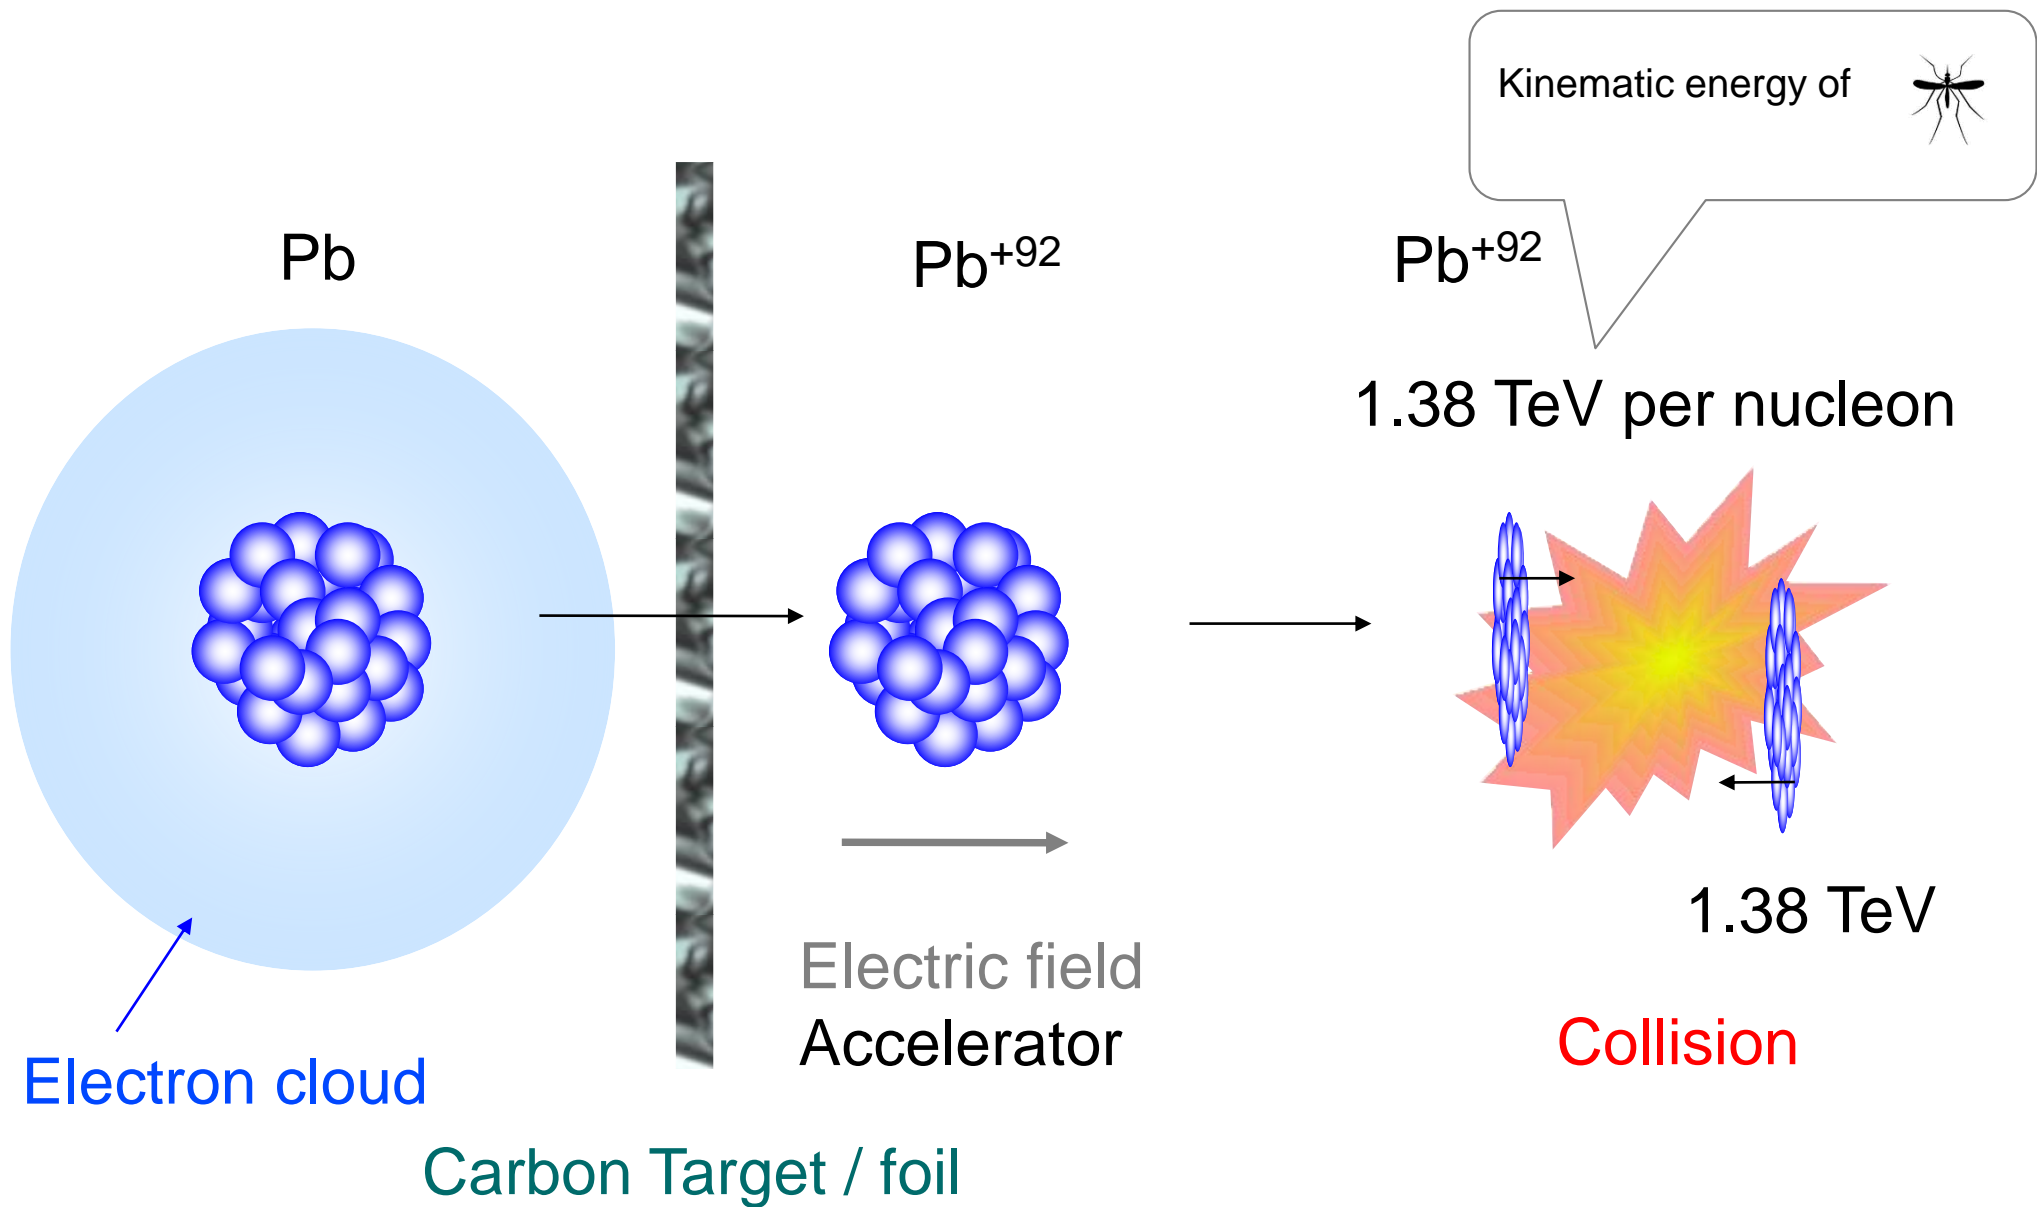 Kinematic energy of
Pb
Pb+92
Pb+92
1.38 TeV per nucleon
1.38 TeV
Electric field
Accelerator
Collision
Electron cloud
Carbon Target / foil